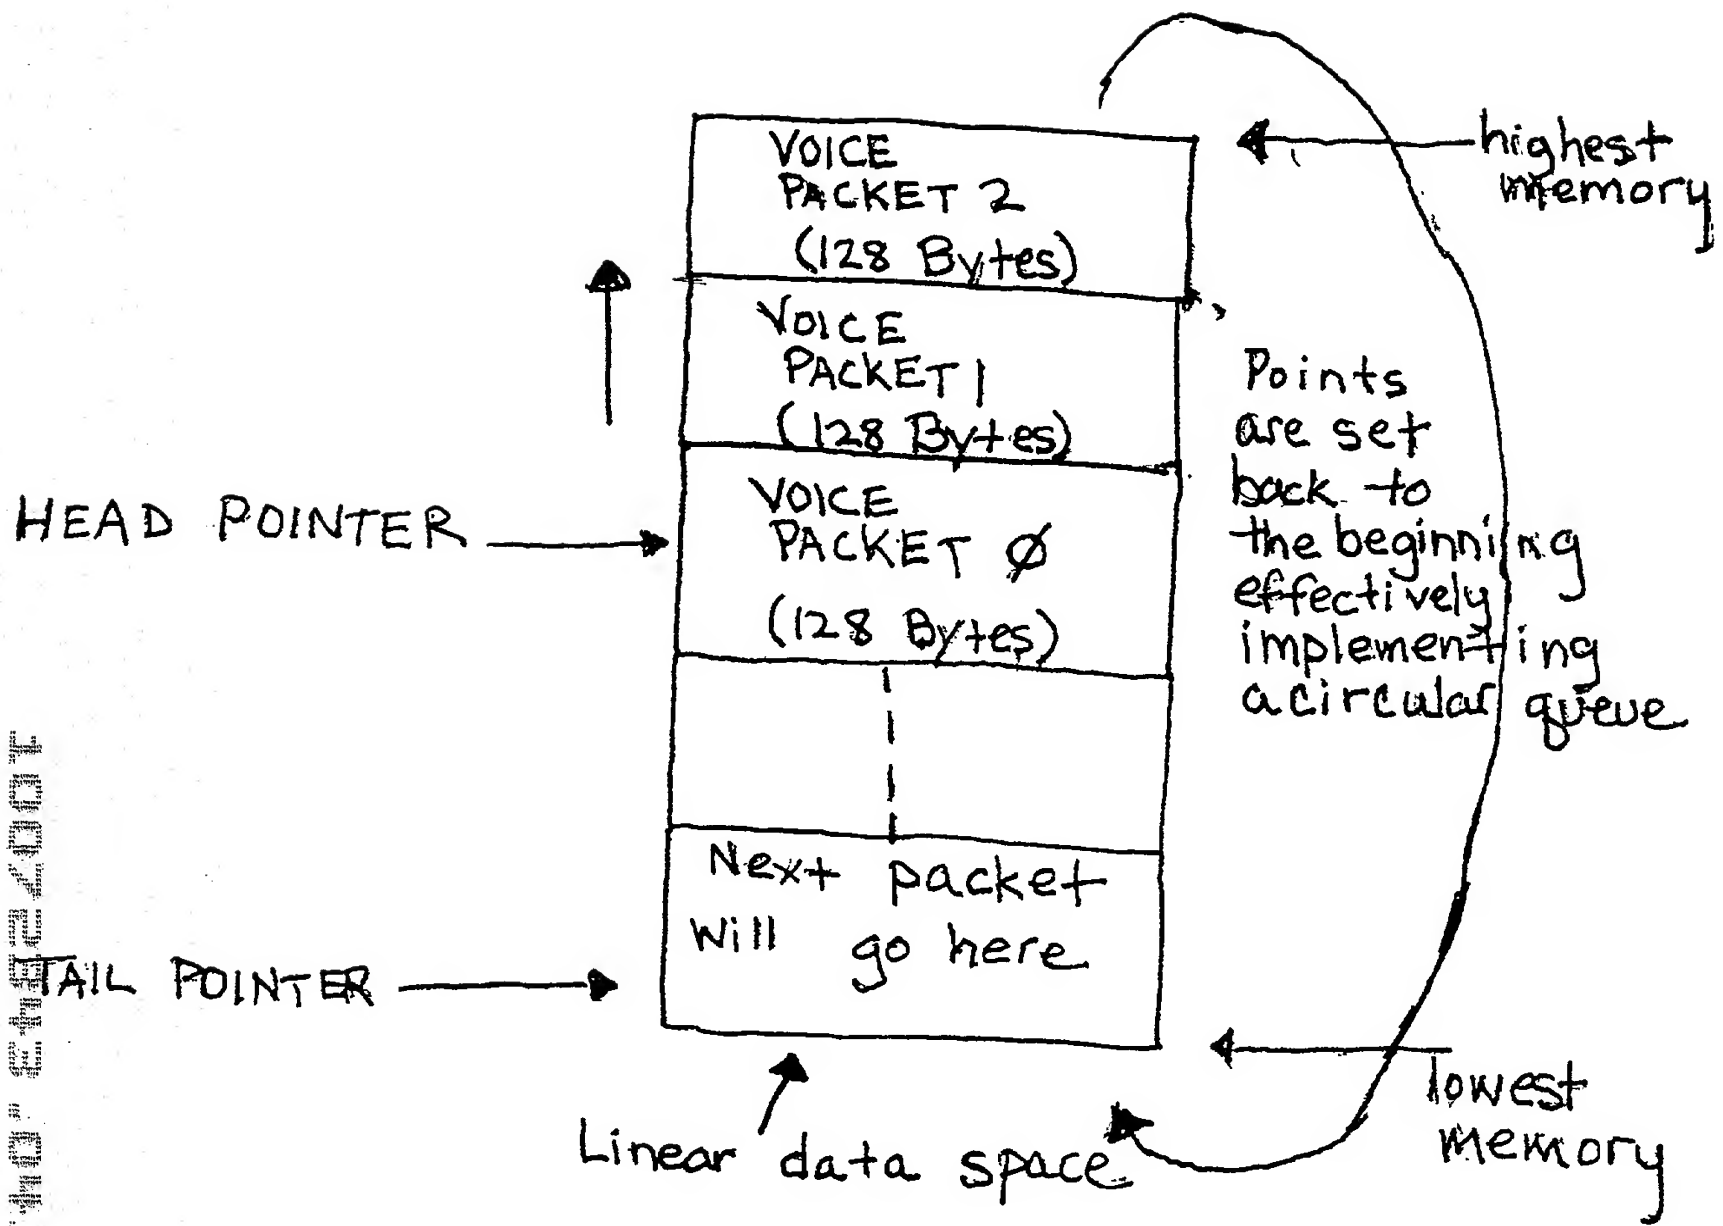 VOICE
PACKET 2
(128 Bytes)
highest
memory
VOICE
PACKET 1
(128 Bytes)
Points
are set
back to
the beginning
effectively
implementing
a circular queue
HEAD POINTER
VOICE
PACKET Ø
(128 Bytes)
Next packet
Will go here
TAIL POINTER
lowest
memory
Linear data space